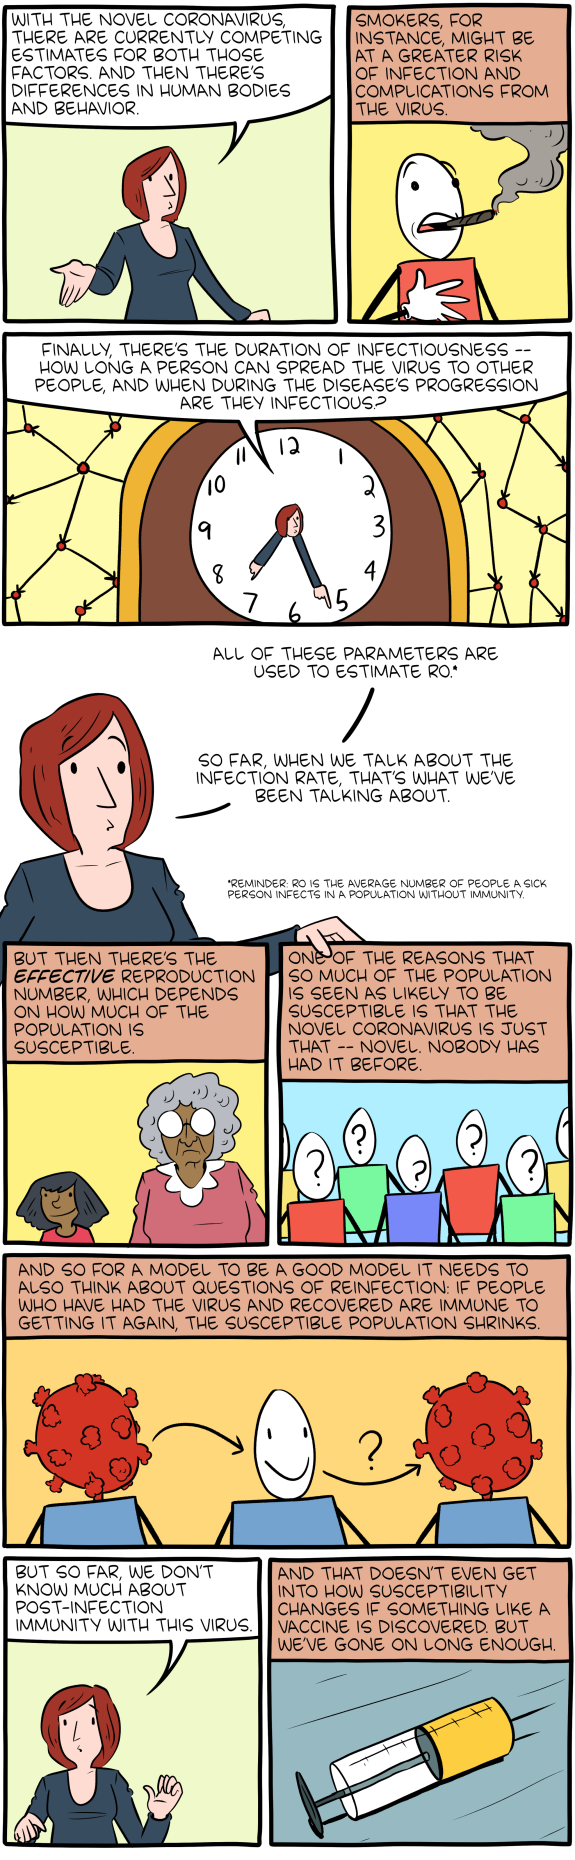 WITH THE NOVEL CORONAVIRUS,
THERE ARE CURRENTLY COMPETING
ESTIMATES FOR BOTH THOSE
FACTORS. AND THEN THERE'S
DIFFERENCES IN HUMAN BODIES
AND BEHAVIOR.
SMOKERS, FOR
INSTANCE, MIGHT BE
AT A GREATER RISK
OF INFECTION AND
COMPLICATIONS FROM
THE VIRUS.
FINALLY, THERE'S THE DURATION OF INFECTIOUSNESS --
HOW LONG A PERSON CAN SPREAD THE VIRUS TO OTHER
PEOPLE, AND WHEN DURING THE DISEASE'S PROGRESSION
ARE THEY INFECTIOUS?
12
1
2
3
4
5
6
7
8
9
10
11
ALL OF THESE PARAMETERS ARE
USED TO ESTIMATE R0.*
SO FAR, WHEN WE TALK ABOUT THE
INFECTION RATE, THAT'S WHAT WE'VE
BEEN TALKING ABOUT.
*REMINDER: R0 IS THE AVERAGE NUMBER OF PEOPLE A SICK
PERSON INFECTS IN A POPULATION WITHOUT IMMUNITY.
BUT THEN THERE'S THE
EFFECTIVE REPRODUCTION
NUMBER, WHICH DEPENDS
ON HOW MUCH OF THE
POPULATION IS
SUSCEPTIBLE.
ONE OF THE REASONS THAT
SO MUCH OF THE POPULATION
IS SEEN AS LIKELY TO BE
SUSCEPTIBLE IS THAT THE
NOVEL CORONAVIRUS IS JUST
THAT -- NOVEL. NOBODY HAS
HAD IT BEFORE.
? ? ? ? ?
AND SO FOR A MODEL TO BE A GOOD MODEL IT NEEDS TO
ALSO THINK ABOUT QUESTIONS OF REINFECTION: IF PEOPLE
WHO HAVE HAD THE VIRUS AND RECOVERED ARE IMMUNE TO
GETTING IT AGAIN, THE SUSCEPTIBLE POPULATION SHRINKS.
?
BUT SO FAR, WE DON'T
KNOW MUCH ABOUT
POST-INFECTION
IMMUNITY WITH THIS VIRUS.
AND THAT DOESN'T EVEN GET
INTO HOW SUSCEPTIBILITY
CHANGES IF SOMETHING LIKE A
VACCINE IS DISCOVERED. BUT
WE'VE GONE ON LONG ENOUGH.